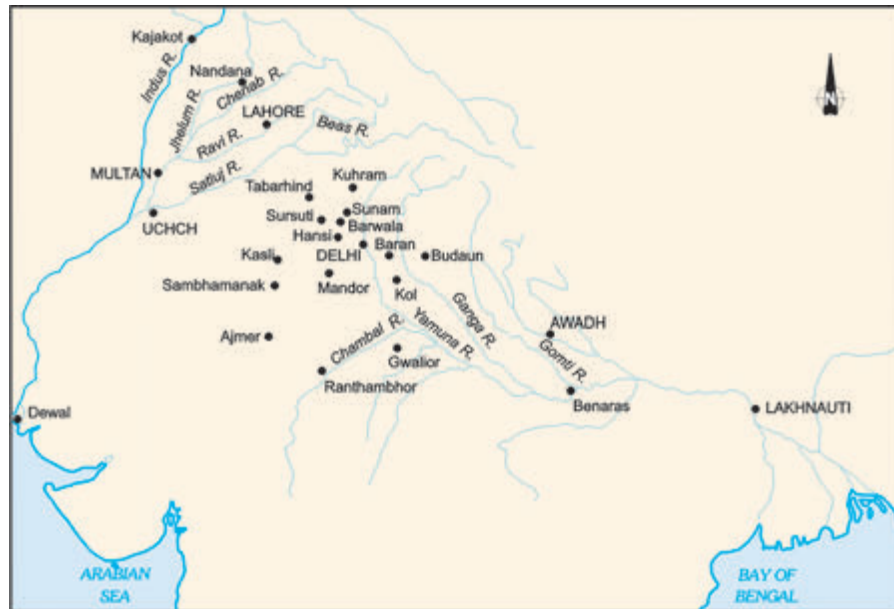 Kajakot
Indus R.
Nandana
Jhelum R.
Chenab R.
LAHORE
Ravi R.
Beas R.
N
MULTAN
Satluj R.
Kuhram
Tabarhind
UCHCH
Sunam
Sursuti
Barwala
Hansi
Baran
Kasli
DELHI
Budaun
Sambhamanak
Mandor
Kol
Ganga R.
Yamuna R.
Chambal R.
AWADH
Ajmer
Gwalior
Gomti R.
Ranthambhor
Benaras
Dewal
LAKHNAUTI
ARABIAN
SEA
BAY OF
BENGAL